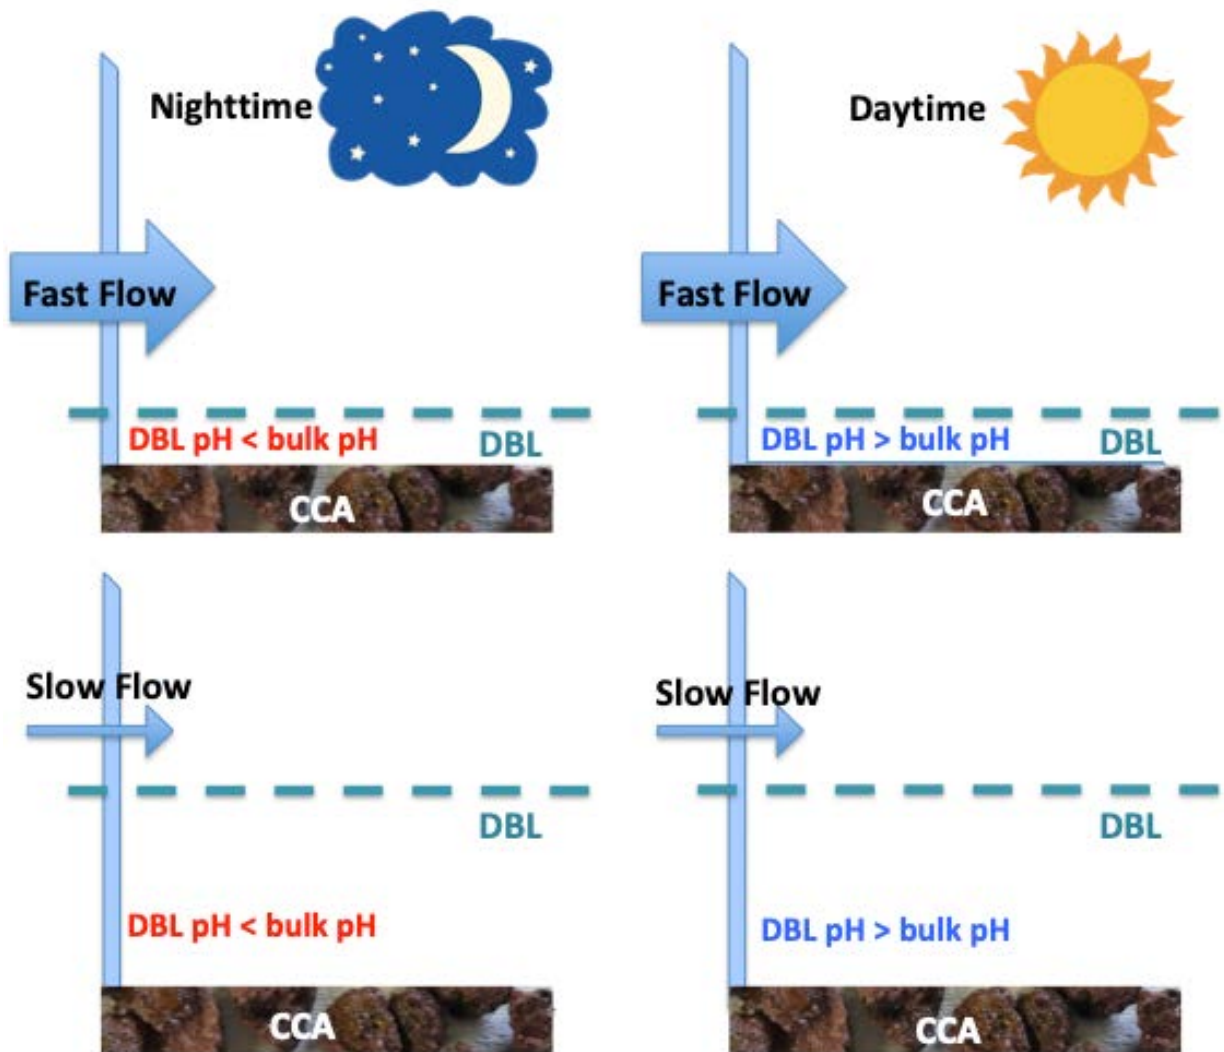 Nighttime
Daytime
Fast Flow
Fast Flow
DBL pH < bulk pH
DBL
DBL pH > bulk pH
DBL
CCA
CCA
Slow Flow
Slow Flow
DBL
DBL
DBL pH < bulk pH
DBL pH > bulk pH
CCA
CCA